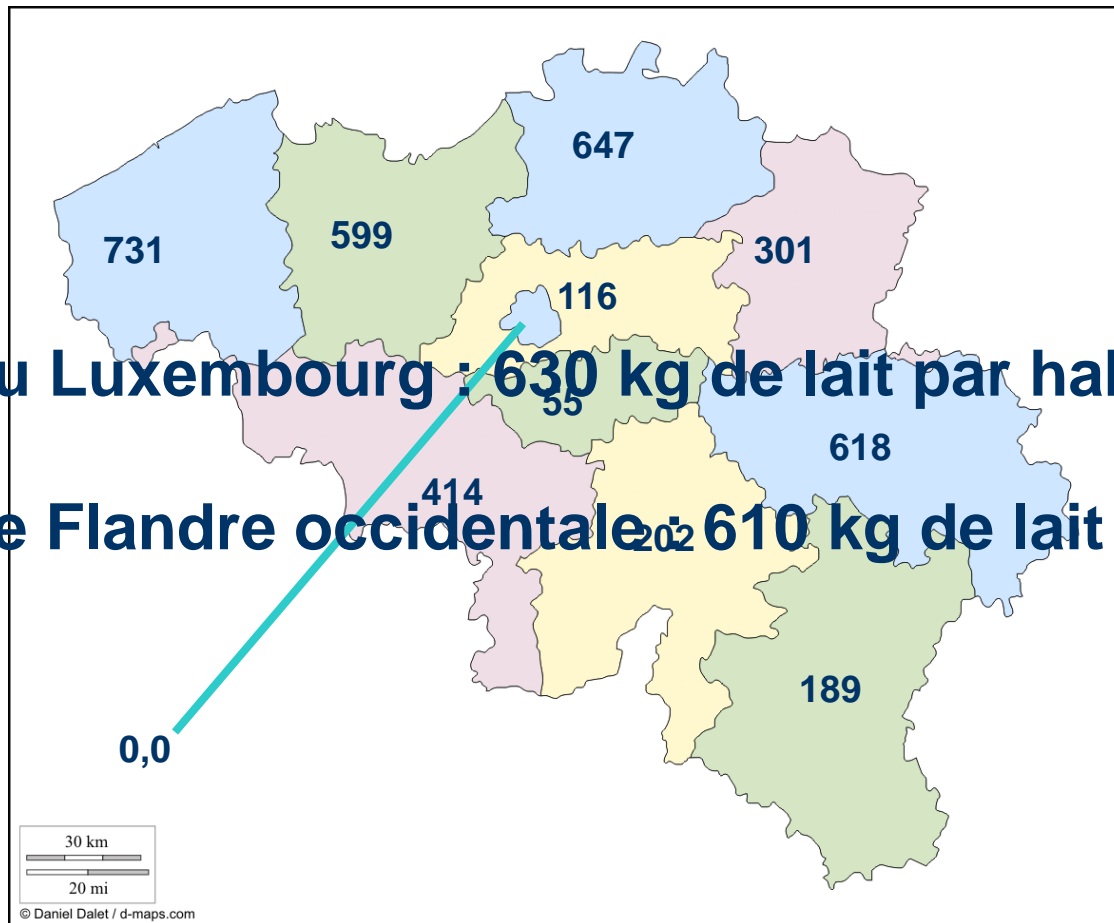 647
731
599
301
116
u Luxembourg : 630 kg de lait par
55
618
414
e Flandre occidentale : 610 kg de lait
202
189
0,0
30 km
20 mi
© Daniel Dalet / d-maps.com